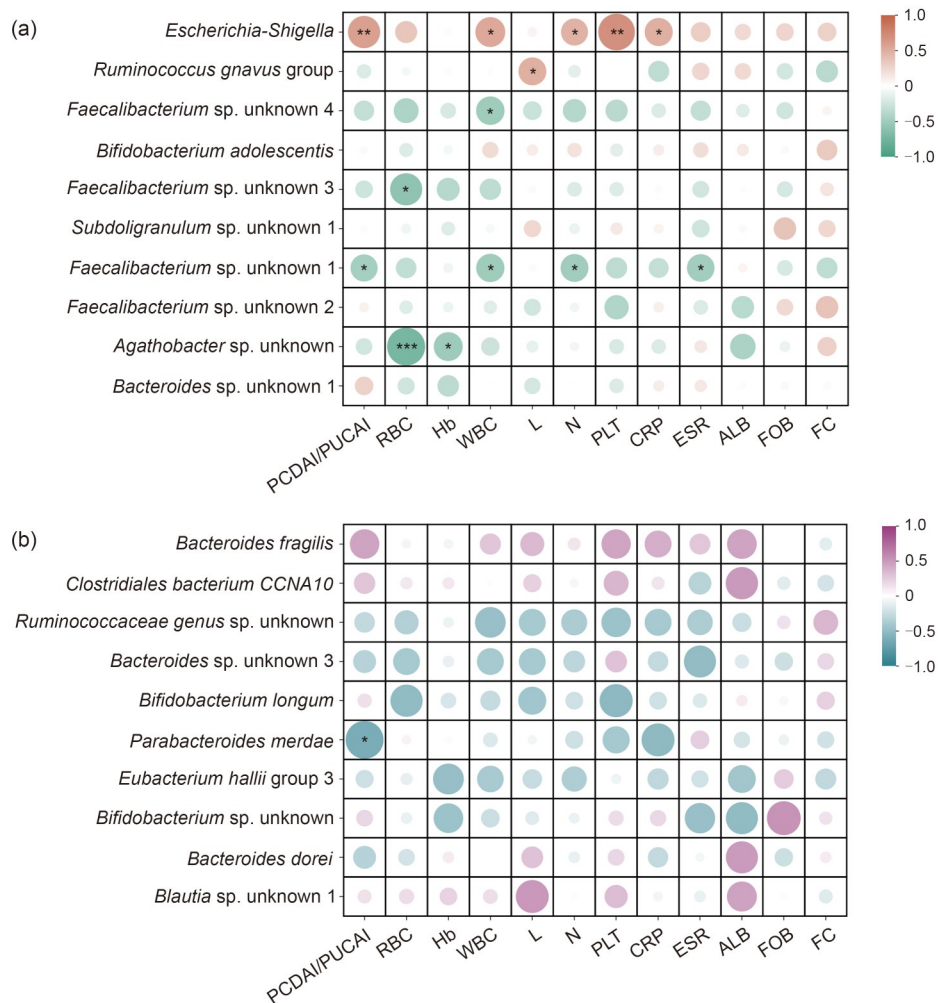 (a)
Escherichia-Shigella ** * * ** *
Ruminococcus gnavus group *
Faecalibacterium sp. unknown 4 *
Bifidobacterium adolescentis
Faecalibacterium sp. unknown 3 *
Subdoligranulum sp. unknown 1
Faecalibacterium sp. unknown 1 * * * *
Faecalibacterium sp. unknown 2
Agathobacter sp. unknown *** *
Bacteroides sp. unknown 1
PCDAI/PUCAI RBC Hb WBC L N PLT CRP ESR ALB FOB FC
1.0
0.5
0
−0.5
−1.0
(b)
Bacteroides fragilis
Clostridiales bacterium CCNA10
Ruminococcaceae genus sp. unknown
Bacteroides sp. unknown 3
Bifidobacterium longum
Parabacteroides merdae *
Eubacterium hallii group 3
Bifidobacterium sp. unknown
Bacteroides dorei
Blautia sp. unknown 1
PCDAI/PUCAI RBC Hb WBC L N PLT CRP ESR ALB FOB FC
1.0
0.5
0
−0.5
−1.0